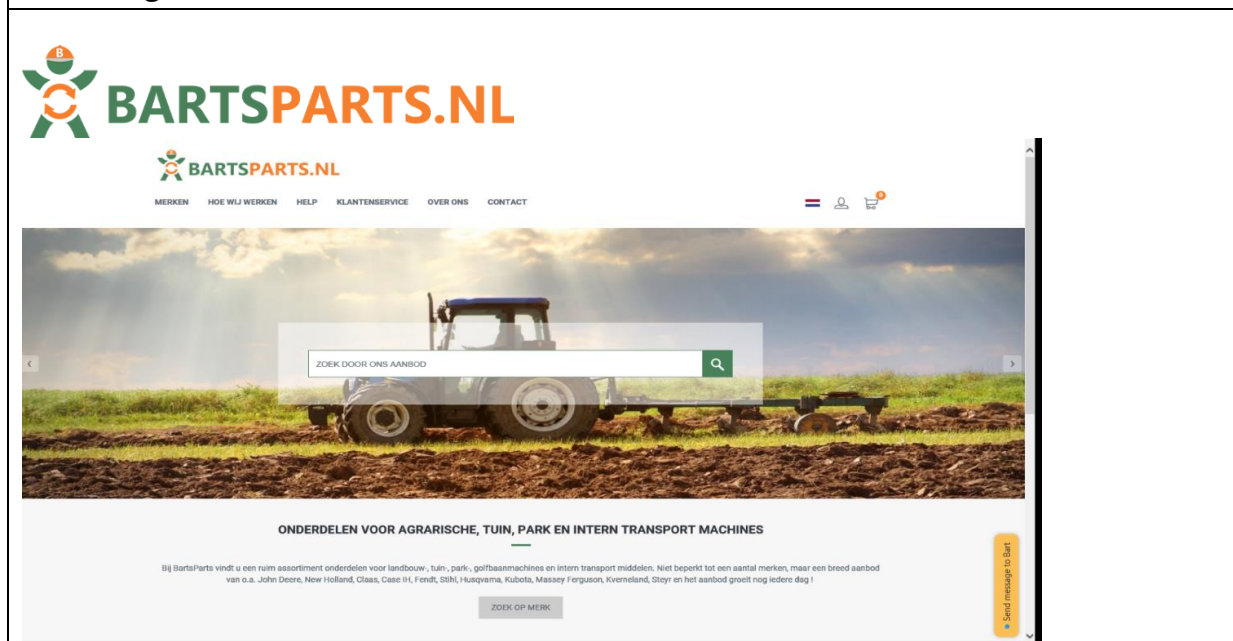 B
BARTSPARTS.NL
BARTSPARTS.NL
MERKEN HOE WIJ WERKEN HELP KLANTENSERVICE OVER ONS CONTACT
0
ZOEK DOOR ONS AANBOD
ONDERDELEN VOOR AGRARISCHE, TUIN, PARK EN INTERN TRANSPORT MACHINES
Bij BartsParts vindt u een ruim assortiment onderdelen voor landbouw-, tuin-, park-, golfbaanmachines en intern transport middelen. Niet beperkt tot een aantal merken, maar een breed aanbod
van o.a. John Deere, New Holland, Claas, Case IH, Fendt, Stihl, Husqvarna, Kubota, Massey Ferguson, Kverneland, Steyr en het aanbod groeit nog iedere dag !
ZOEK OP MERK
Send message to Bart